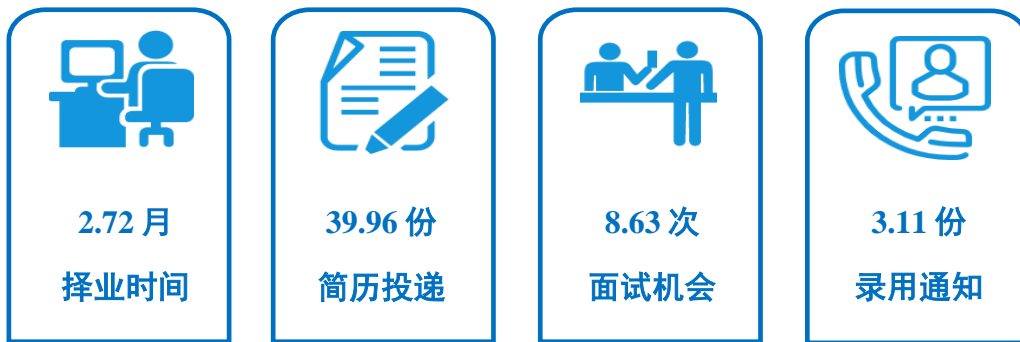 2.72 月
择业时间
39.96 份
简历投递
8.63 次
面试机会
3.11 份
录用通知